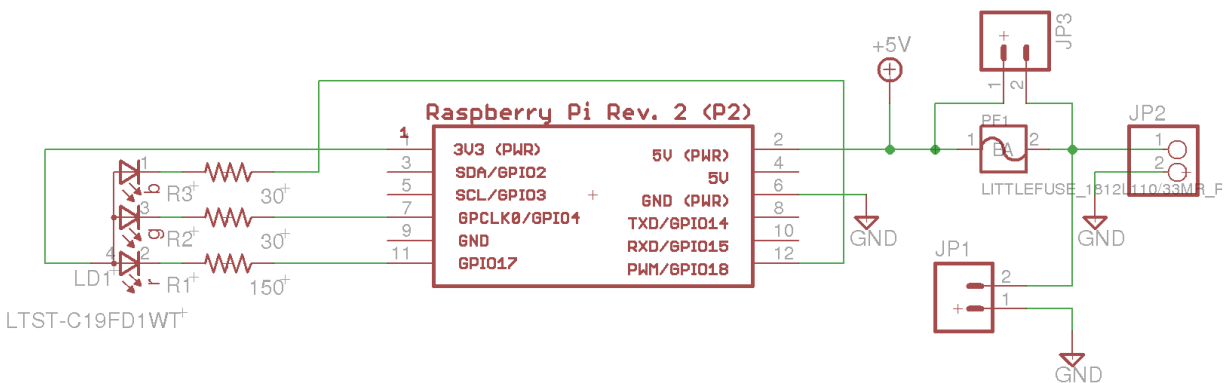 JP3
+5V
1
2
Raspberry Pi Rev. 2 (P2)
PF1
JP2
1
1
3V3 (PWR)
5V (PWR)
2
1
2
1
1
b
R3
30
3
SDA/GPIO2
5V
4
2
5
SCL/GPIO3
GND (PWR)
6
LITTLEFUSE_1812L110/33MR_R
3
g
R2
30
7
GPCLK0/GPIO4
TXD/GPIO14
8
GND
GND
9
GND
RXD/GPIO15
10
4
2
r
LD1
R1
150
11
GPIO17
PWM/GPIO18
12
JP1
2
1
LTST-C19FD1WT
GND